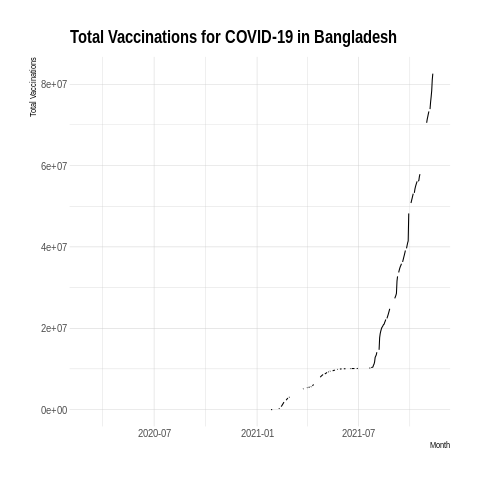 Total Vaccinations for COVID-19 in Bangladesh
Total Vaccinations
8e+07
6e+07
4e+07
2e+07
0e+00
2020-07 2021-01 2021-07
Month